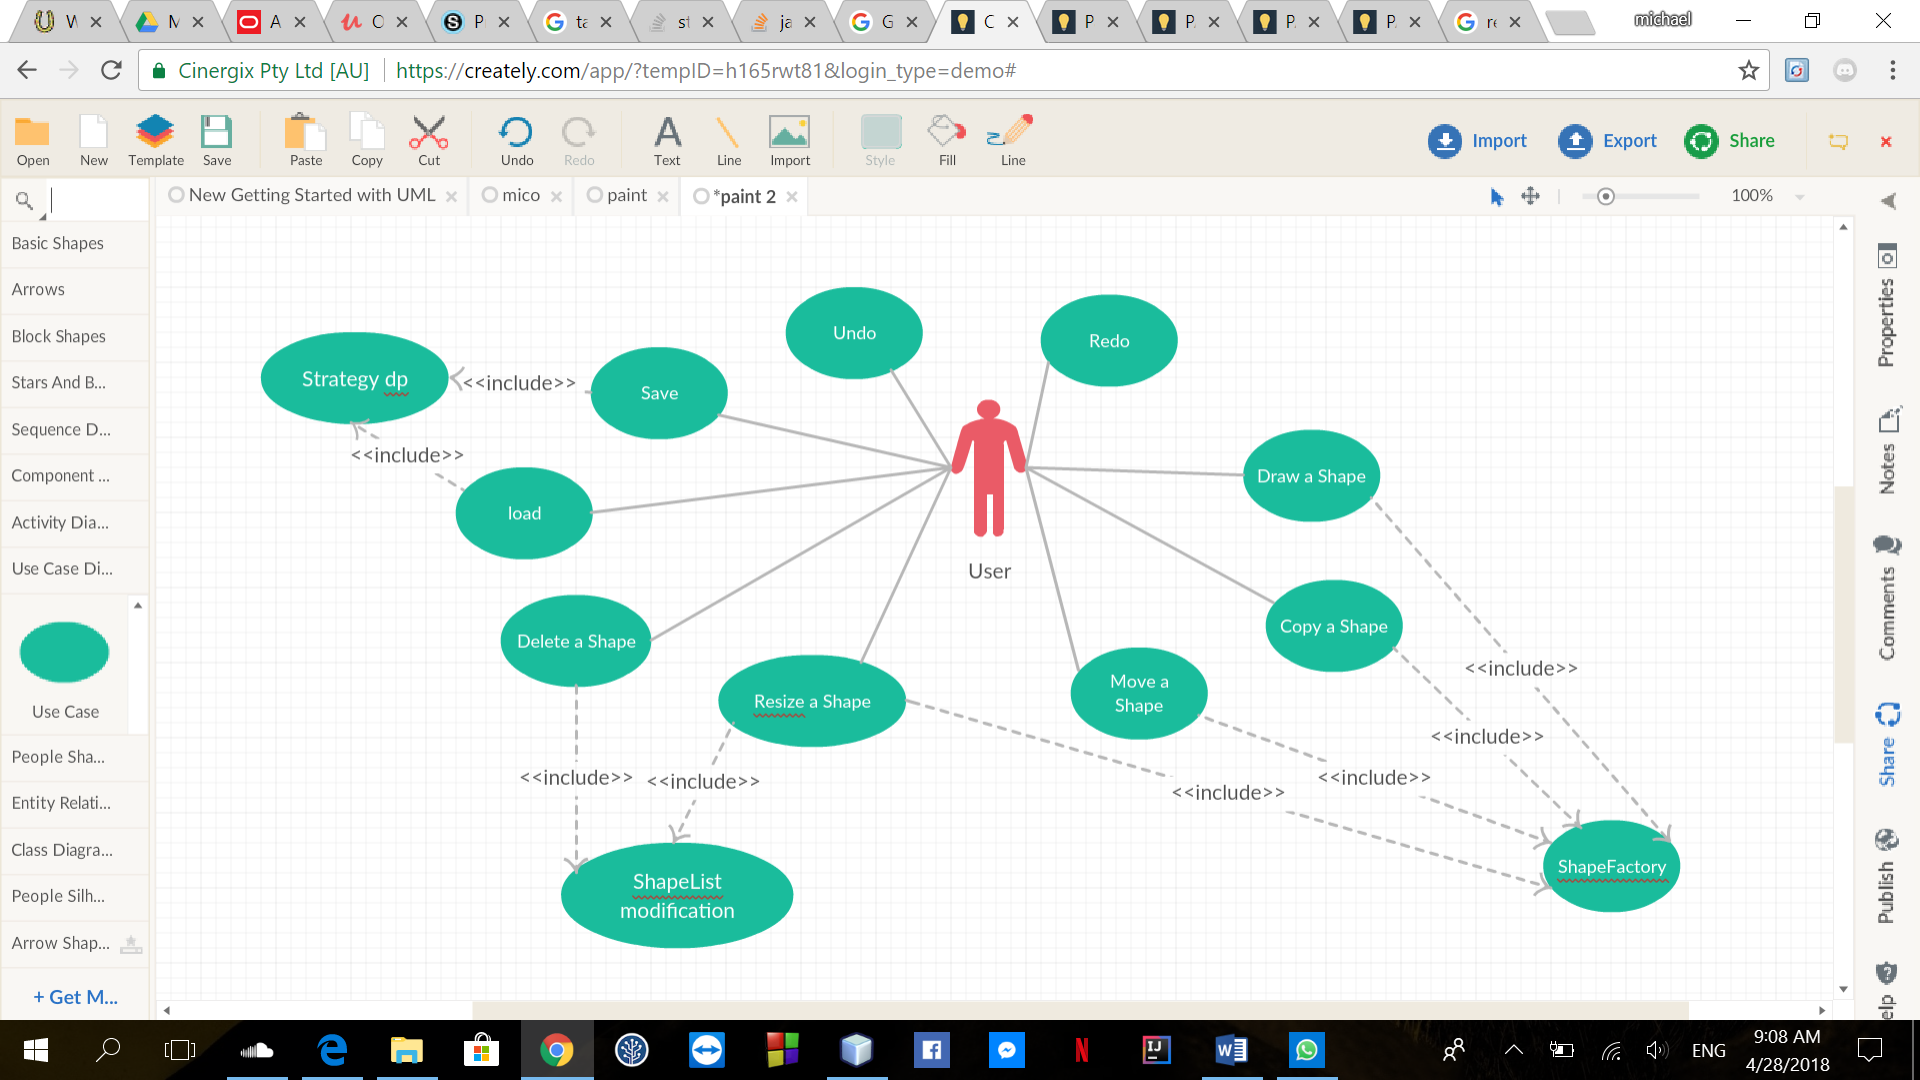 W
M
A
C
P
ta
st
ja
G
C
P
P
P
P
re
michael
Cinergix Pty Ltd [AU]
https://creately.com/app/?tempID=h165rwt81&login_type=demo#
Open
New
Template
Save
Paste
Copy
Cut
Undo
Redo
Text
Line
Import
Style
Fill
Line
Import
Export
Share
New Getting Started with UML
mico
paint
*paint 2
100%
Basic Shapes
Arrows
Block Shapes
Stars And B...
Sequence D...
Component ...
Activity Dia...
Use Case Di...
Use Case
People Sha...
Entity Relati...
Class Diagra...
People Silh...
Arrow Shap...
+ Get M...
Undo
Redo
Strategy dp
<<include>>
Save
<<include>>
load
Draw a Shape
User
Delete a Shape
Copy a Shape
Resize a Shape
Move a
Shape
<<include>>
<<include>>
<<include>>
<<include>>
<<include>>
<<include>>
ShapeList
modification
ShapeFactory
Properties
Notes
Comments
Share
Publish
elp
ENG
9:08 AM
4/28/2018